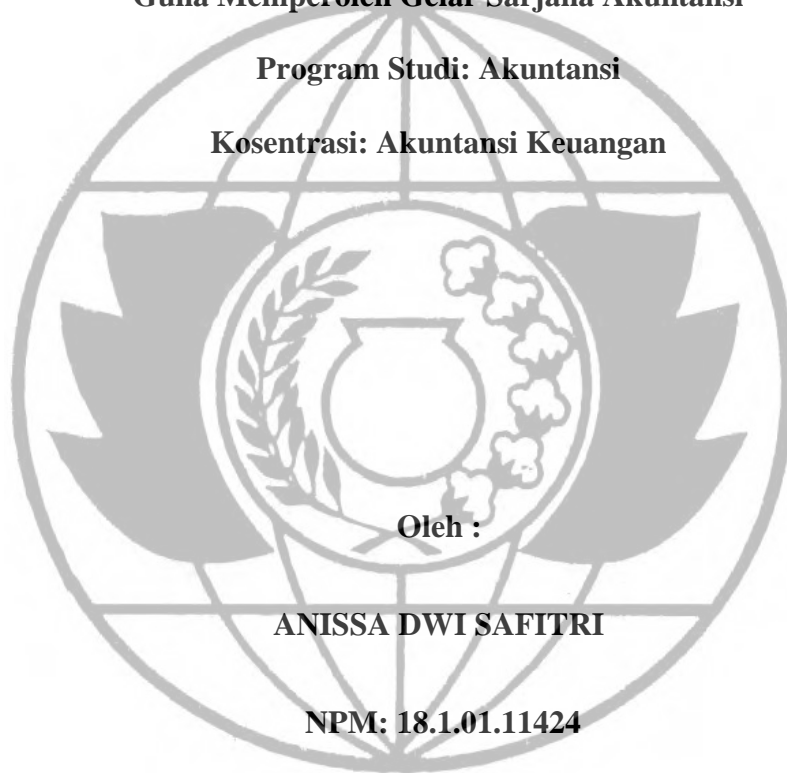 Guna Memperoleh Gelar Sarjana Akuntansi
Program Studi: Akuntansi
Kosentrasi: Akuntansi Keuangan
Oleh :
ANISSA DWI SAFITRI
NPM: 18.1.01.11424